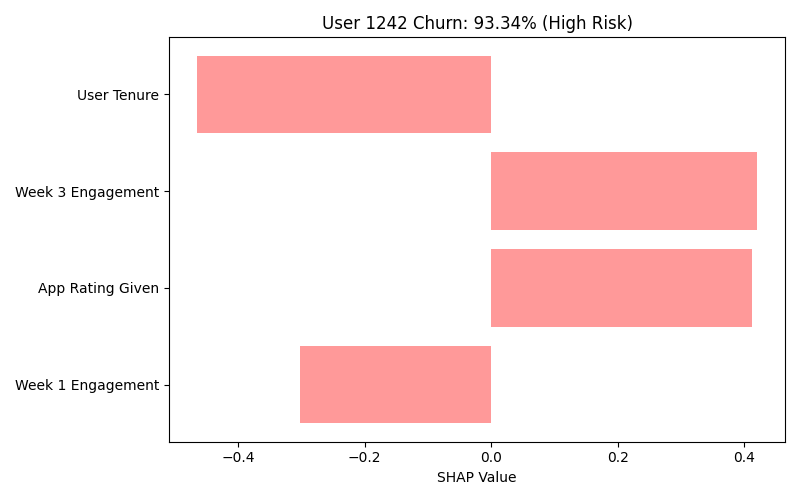 User 1242 Churn: 93.34% (High Risk)
User Tenure
Week 3 Engagement
App Rating Given
Week 1 Engagement
−0.4 −0.2 0.0 0.2 0.4
SHAP Value